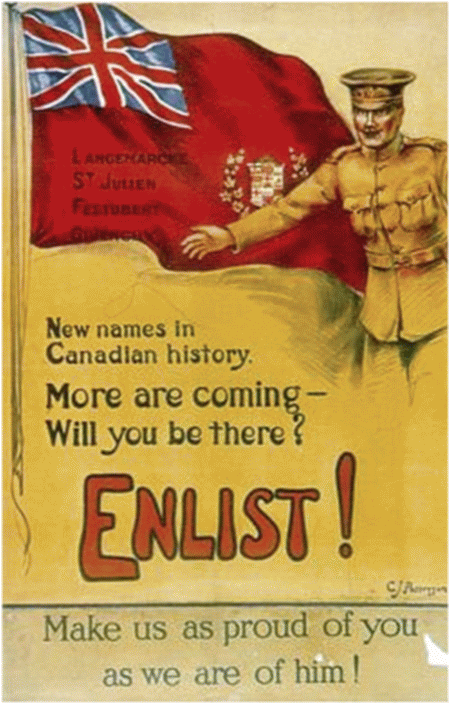 LANGEMARCKE
ST JULIEN
FESTUBERT
GIVENCHY
New names in
Canadian history.
More are coming–
Will you be there?
ENLIST!
Make us as proud of you
as we are of him!